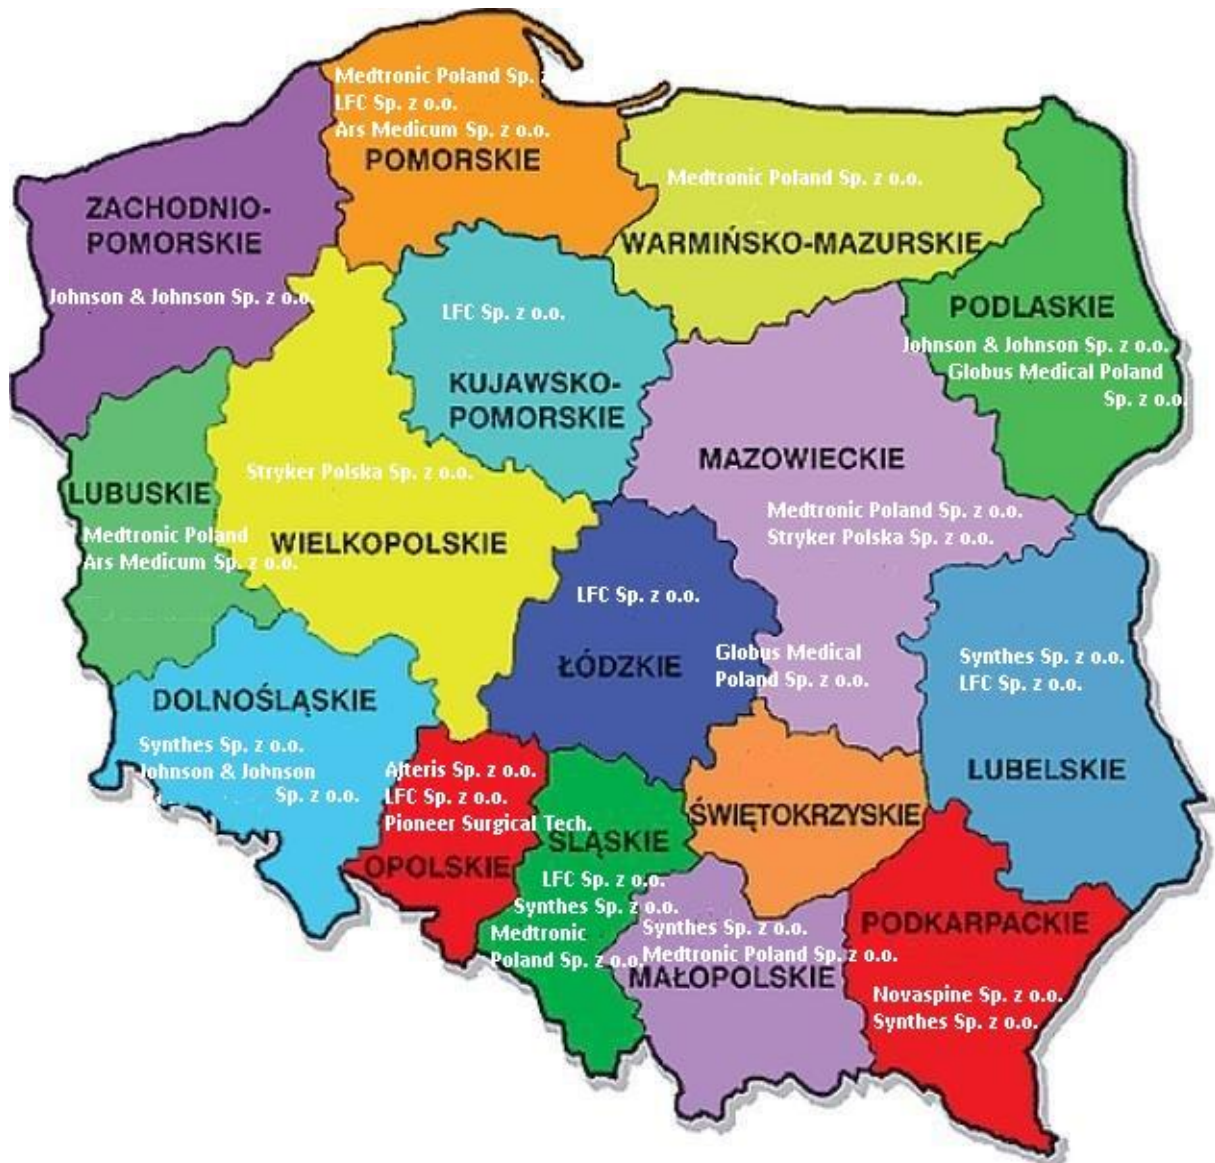 Medtronic Poland Sp. z
LFC Sp. z o.o.
Ars Medicum Sp. z o.o.
POMORSKIE
Medtronic Poland Sp. z o.o.
WARMIŃSKO-MAZURSKIE
ZACHODNIO-
POMORSKIE
Johnson & Johnson Sp. z o.o.
LFC Sp. z o.o.
KUJAWSKO-
POMORSKIE
PODLASKIE
Johnson & Johnson Sp. z o.o.
Globus Medical Poland
Sp. z o.o.
MAZOWIECKIE
Medtronic Poland Sp. z o.o.
Stryker Polska Sp. z o.o.
Globus Medical
Poland Sp. z o.o.
Stryker Polska Sp. z o.o.
WIELKOPOLSKIE
LUBUSKIE
Medtronic Poland
Ars Medicum Sp. z o.o.
LFC Sp. z o.o.
ŁÓDZKIE
Synthes Sp. z o.o.
LFC Sp. z o.o.
LUBELSKIE
DOLNOŚLĄSKIE
Synthes Sp. z o.o.
Johnson & Johnson
Sp. z o.o.
Alteris Sp. z o.o.
LFC Sp. z o.o.
Pioneer Surgical Tech.
OPOLSKIE
ŚLĄSKIE
LFC Sp. z o.o.
Synthes Sp. z o.o.
Medtronic
Poland Sp. z o.o.
ŚWIĘTOKRZYSKIE
Synthes Sp. z o.o.
Medtronic Poland Sp. z o.o.
MAŁOPOLSKIE
PODKARPACKIE
Novaspine Sp. z o.o.
Synthes Sp. z o.o.